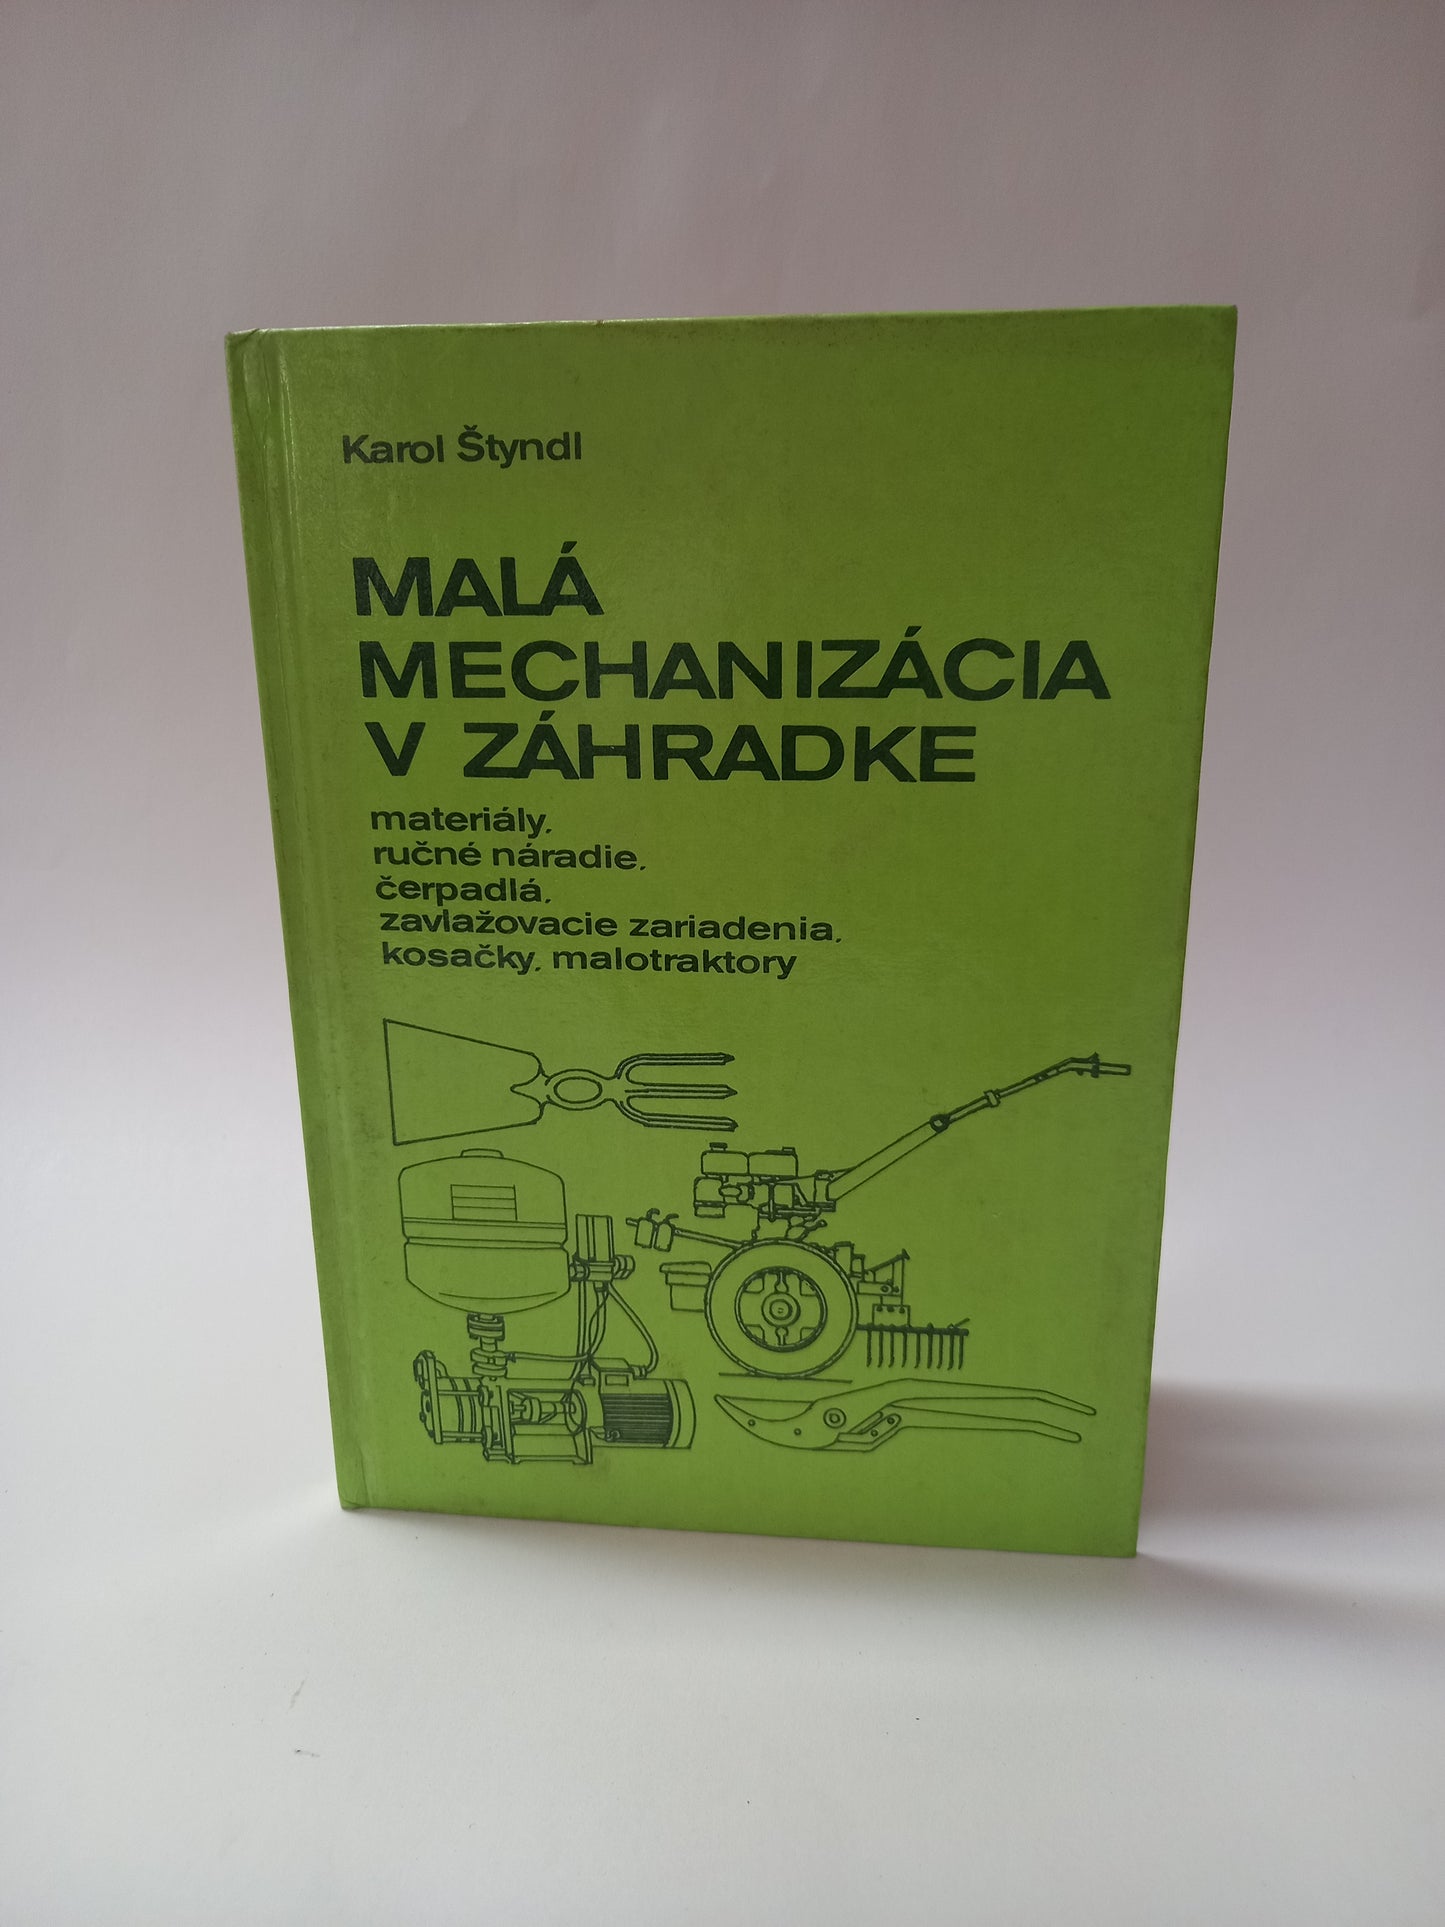 Karol Štyndl
MALÁ
MECHANIZÁCIA
V ZÁHRADKE
materiály,
ručné náradie,
čerpadlá,
zavlažovacie zariadenia,
kosačky, malotraktory